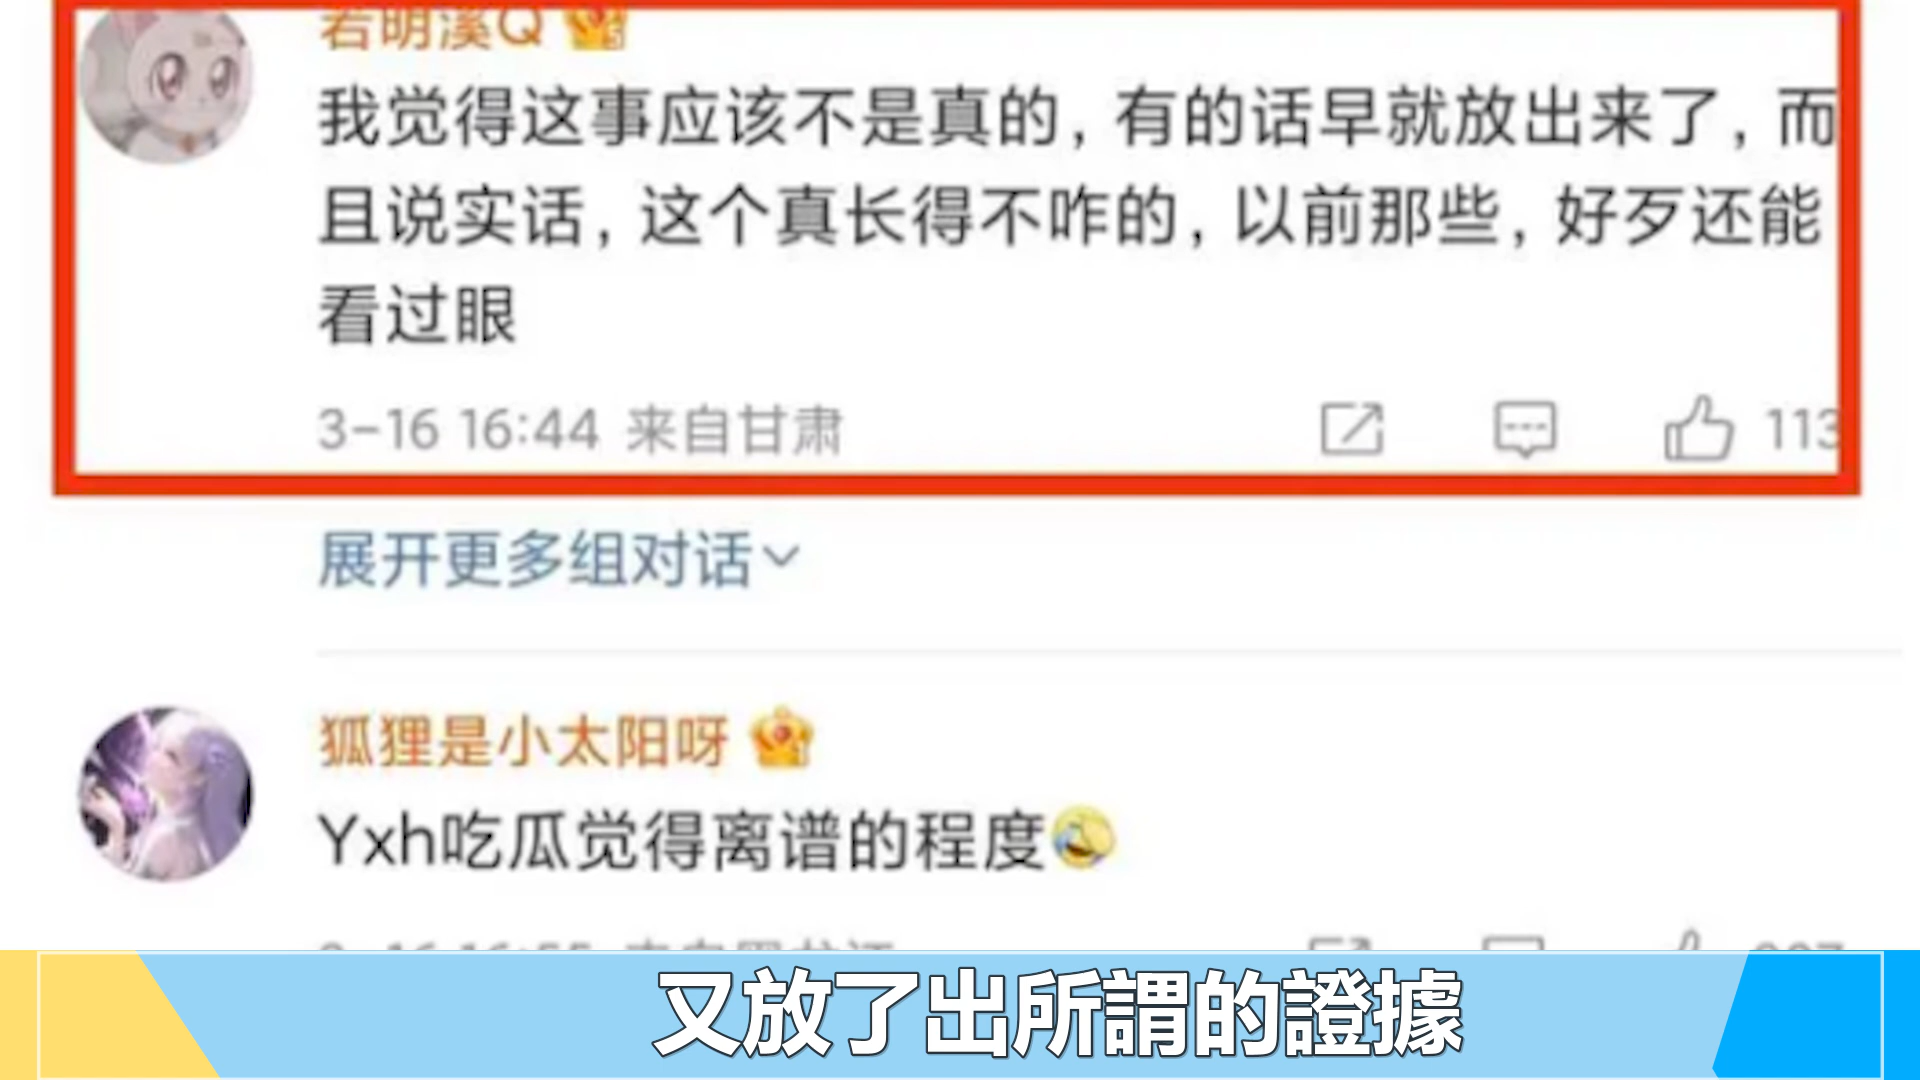 若明溪Q
我觉得这事应该不是真的，有的话早就放出来了，而
且说实话，这个真长得不咋的，以前那些，好歹还能
看过眼
3-16 16:44 来自甘肃 113
展开更多组对话
狐狸是小太阳呀
Yxh吃瓜觉得离谱的程度
又放了出所謂的證據